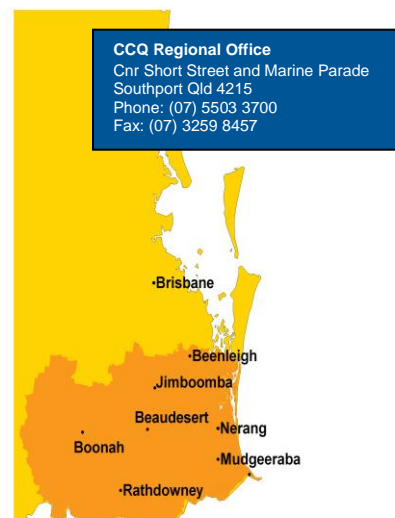 CCQ Regional Office
Cnr Short Street and Marine Parade
Southport Qld 4215
Phone: (07) 5503 3700
Fax: (07) 3259 8457
Brisbane
Beenleigh
Jimboomba
Beaudesert
Nerang
Boonah
Mudgeeraba
Rathdowney